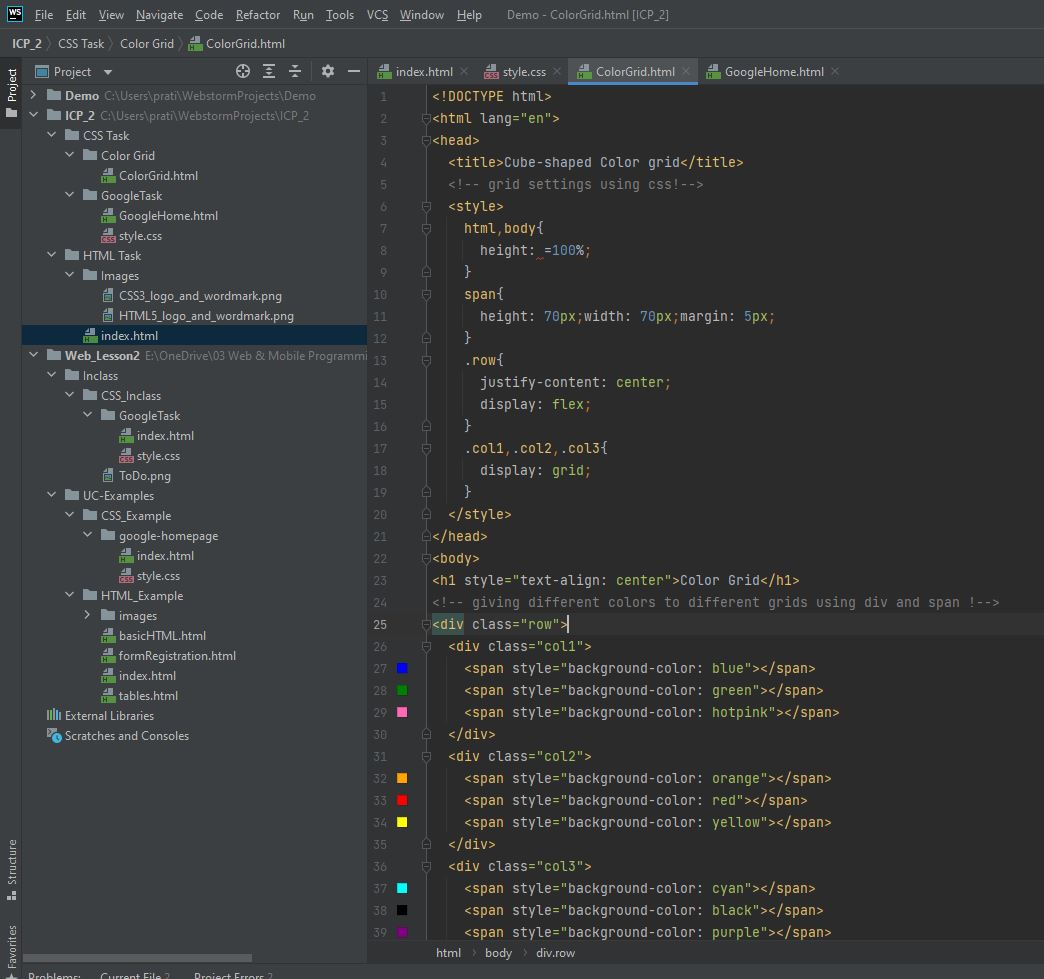 WS File Edit View Navigate Code Refactor Run Tools VCS Window Help Demo - ColorGrid.html [ICP_2]
ICP_2 CSS Task Color Grid ColorGrid.html
Project
Project
Demo C:\Users\prati\WebstormProjects\Demo
ICP_2 C:\Users\prati\WebstormProjects\ICP_2
CSS Task
Color Grid
ColorGrid.html
GoogleTask
GoogleHome.html
style.css
HTML Task
Images
CSS3_logo_and_wordmark.png
HTML5_logo_and_wordmark.png
index.html
Web_Lesson2 E:\OneDrive\03 Web & Mobile Programmi
Inclass
CSS_Inclass
GoogleTask
index.html
style.css
ToDo.png
UC-Examples
CSS_Example
google-homepage
index.html
style.css
HTML_Example
images
basicHTML.html
formRegistration.html
index.html
tables.html
External Libraries
Scratches and Consoles
Structure
Favorites
index.html style.css ColorGrid.html GoogleHome.html
1 <!DOCTYPE html>
2 <html lang="en">
3 <head>
4 <title>Cube-shaped Color grid</title>
5 <!-- grid settings using css!-->
6 <style>
7 html,body{
8 height: =100%;
9 }
10 span{
11 height: 70px;width: 70px;margin: 5px;
12 }
13 .row{
14 justify-content: center;
15 display: flex;
16 }
17 .col1,.col2,.col3{
18 display: grid;
19 }
20 </style>
21 </head>
22 <body>
23 <h1 style="text-align: center">Color Grid</h1>
24 <!-- giving different colors to different grids using div and span !-->
25 <div class="row">
26 <div class="col1">
27 <span style="background-color: blue"></span>
28 <span style="background-color: green"></span>
29 <span style="background-color: hotpink"></span>
30 </div>
31 <div class="col2">
32 <span style="background-color: orange"></span>
33 <span style="background-color: red"></span>
34 <span style="background-color: yellow"></span>
35 </div>
36 <div class="col3">
37 <span style="background-color: cyan"></span>
38 <span style="background-color: black"></span>
39 <span style="background-color: purple"></span>
html body div.row
Problems: Current File 2 Project Errors 2